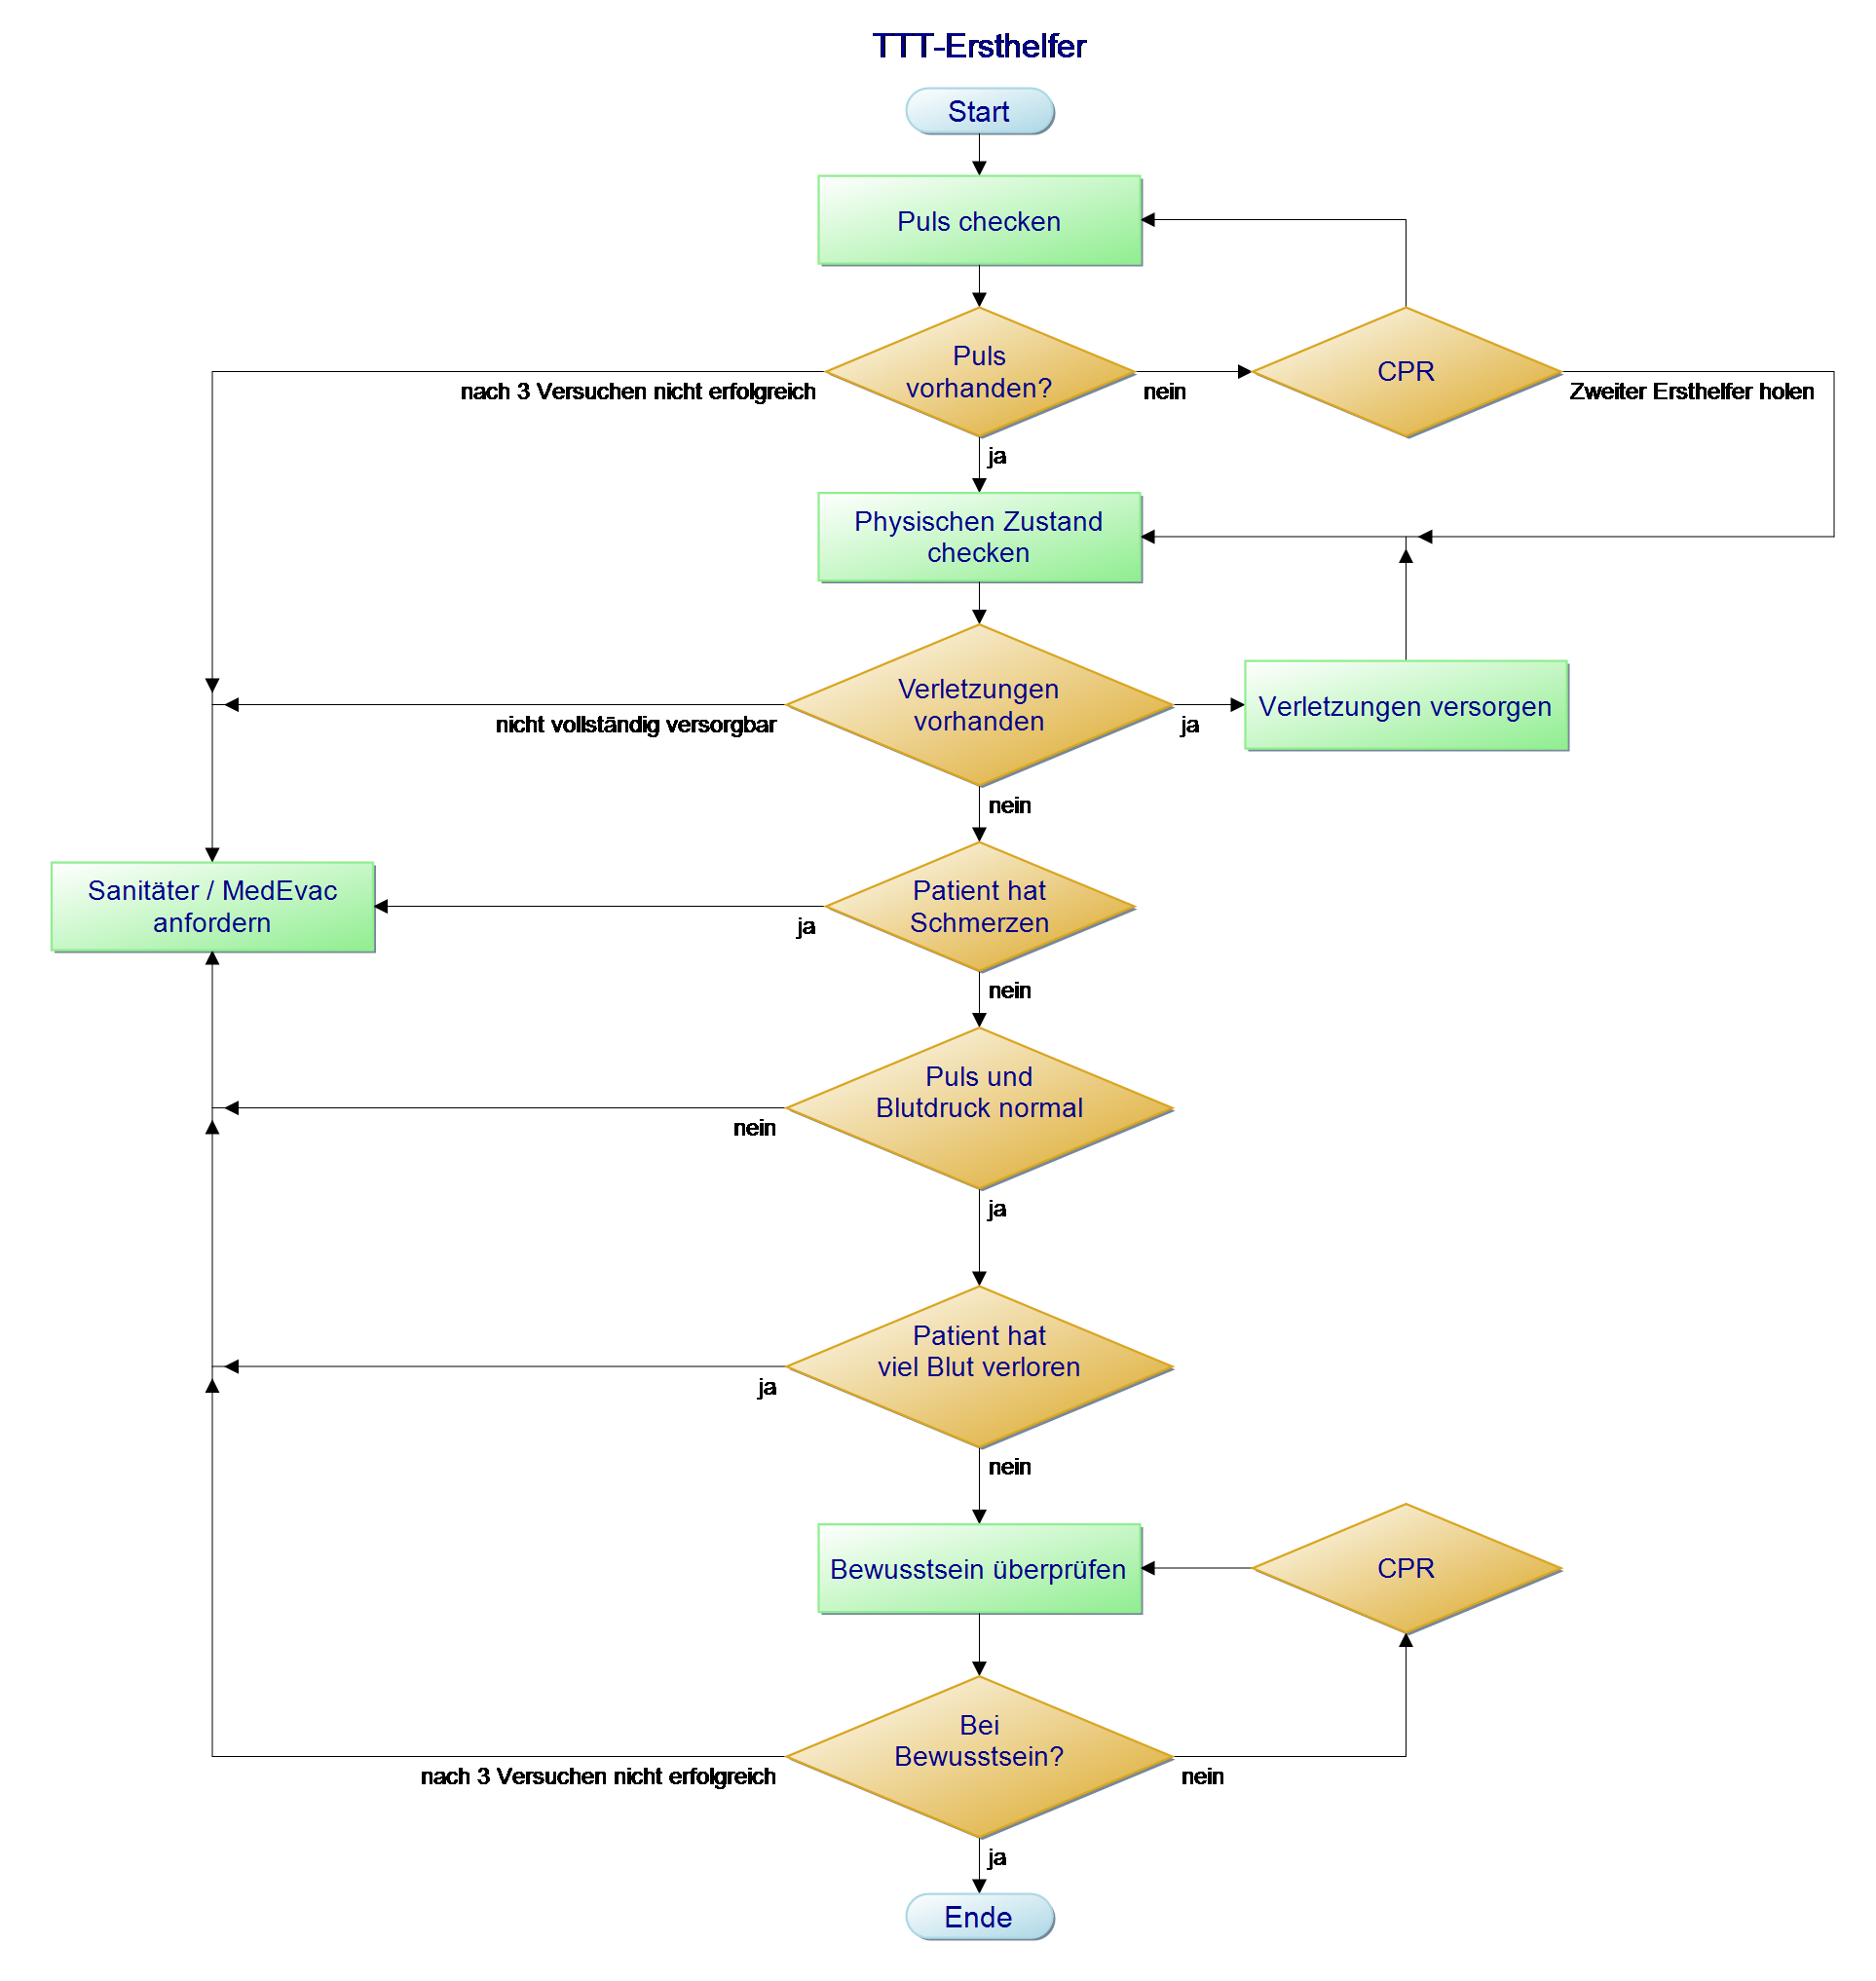 TTT-Ersthelfer
Start
Puls checken
Puls
vorhanden?
CPR
nach 3 Versuchen nicht erfolgreich
nein
Zweiter Ersthelfer holen
ja
Physischen Zustand
checken
Verletzungen
vorhanden
Verletzungen versorgen
nicht vollständig versorgbar
ja
nein
Sanitäter / MedEvac
anfordern
Patient hat
Schmerzen
ja
nein
Puls und
Blutdruck normal
nein
ja
Patient hat
viel Blut verloren
ja
nein
Bewusstsein überprüfen
CPR
Bei
Bewusstsein?
nach 3 Versuchen nicht erfolgreich
nein
ja
Ende